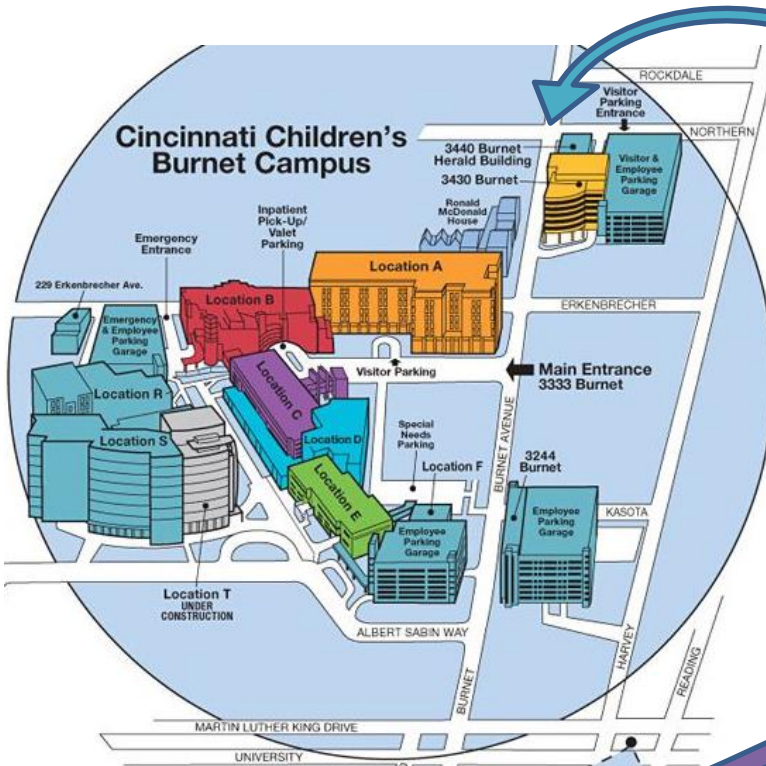 ROCKDALE
Visitor
Parking
Entrance
NORTHERN
Cincinnati Children's
Burnet Campus
3440 Burnet
Herald Building
3430 Burnet
Visitor &
Employee
Parking
Garage
Ronald
McDonald
House
Inpatient
Pick-Up/
Valet
Parking
Emergency
Entrance
Location A
229 Erkenbrecher Ave.
Location B
ERKENBRECHER
Emergency
& Employee
Parking
Garage
Visitor Parking
Main Entrance
3333 Burnet
Location R
Location C
BURNET AVENUE
Special
Needs
Parking
Location S
Location D
Location F
3244
Burnet
Location E
Employee
Parking
Garage
KASOTA
Employee
Parking
Garage
Location T
UNDER
CONSTRUCTION
ALBERT SABIN WAY
HARVEY
READING
BURNET
MARTIN LUTHER KING DRIVE
UNIVERSITY